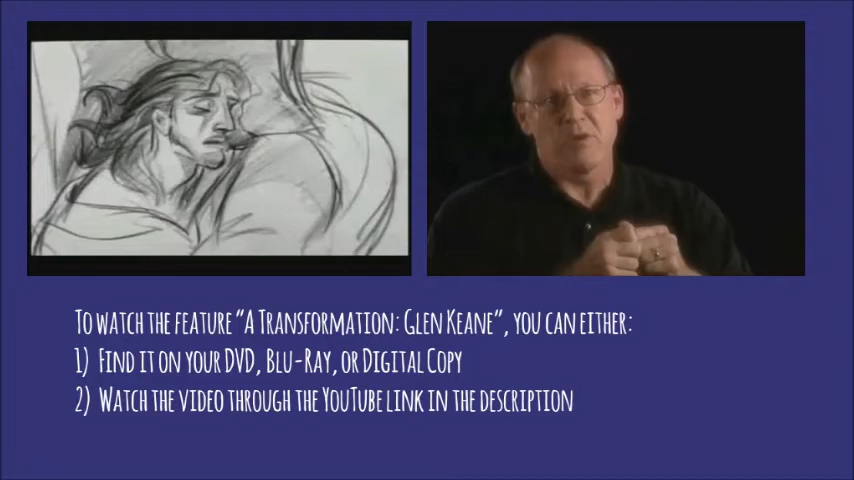 To watch the feature "A Transformation: Glen Keane", you can either:
1) Find it on your DVD, Blu-Ray, or Digital Copy
2) Watch the video through the YouTube link in the description